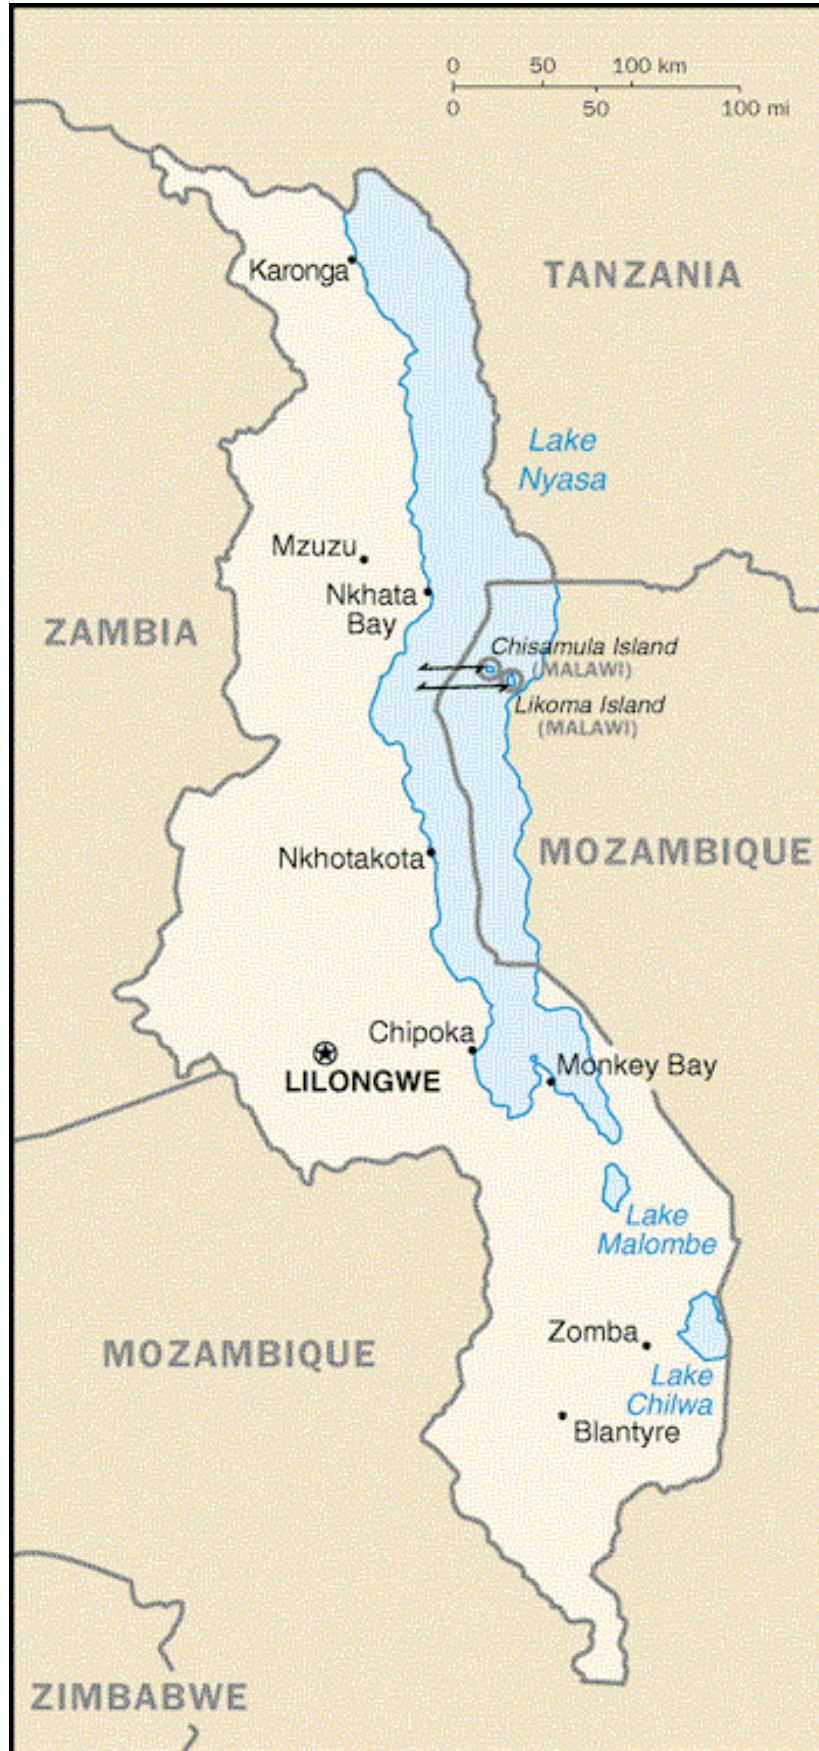 0 50 100 km
0 50 100 mi
Karonga
TANZANIA
Lake
Nyasa
Mzuzu
Nkhata
Bay
ZAMBIA
Chisamula Island
(MALAWI)
Likoma Island
(MALAWI)
Nkhotakota
MOZAMBIQUE
Chipoka
LILONGWE
Monkey Bay
Lake
Malombe
Zomba
MOZAMBIQUE
Lake
Chilwa
Blantyre
ZIMBABWE